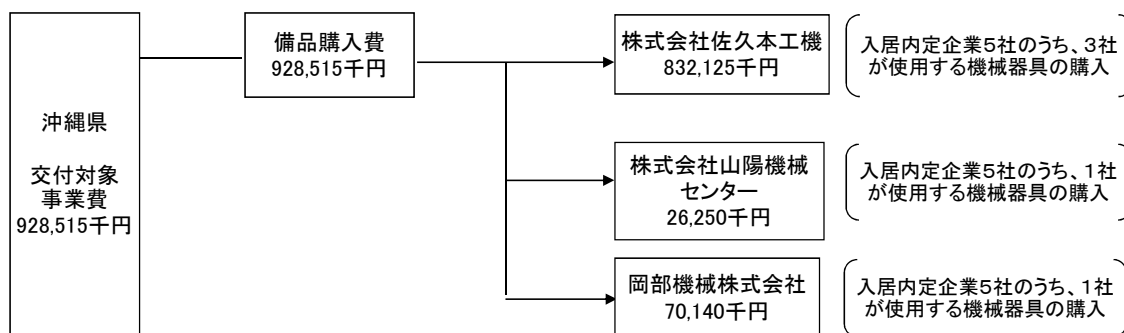 沖縄県
交付対象
事業費
928,515千円
備品購入費
928,515千円
株式会社佐久本工機
832,125千円
入居内定企業5社のうち、3社
が使用する機械器具の購入
株式会社山陽機械
センター
26,250千円
入居内定企業5社のうち、1社
が使用する機械器具の購入
岡部機械株式会社
70,140千円
入居内定企業5社のうち、1社
が使用する機械器具の購入